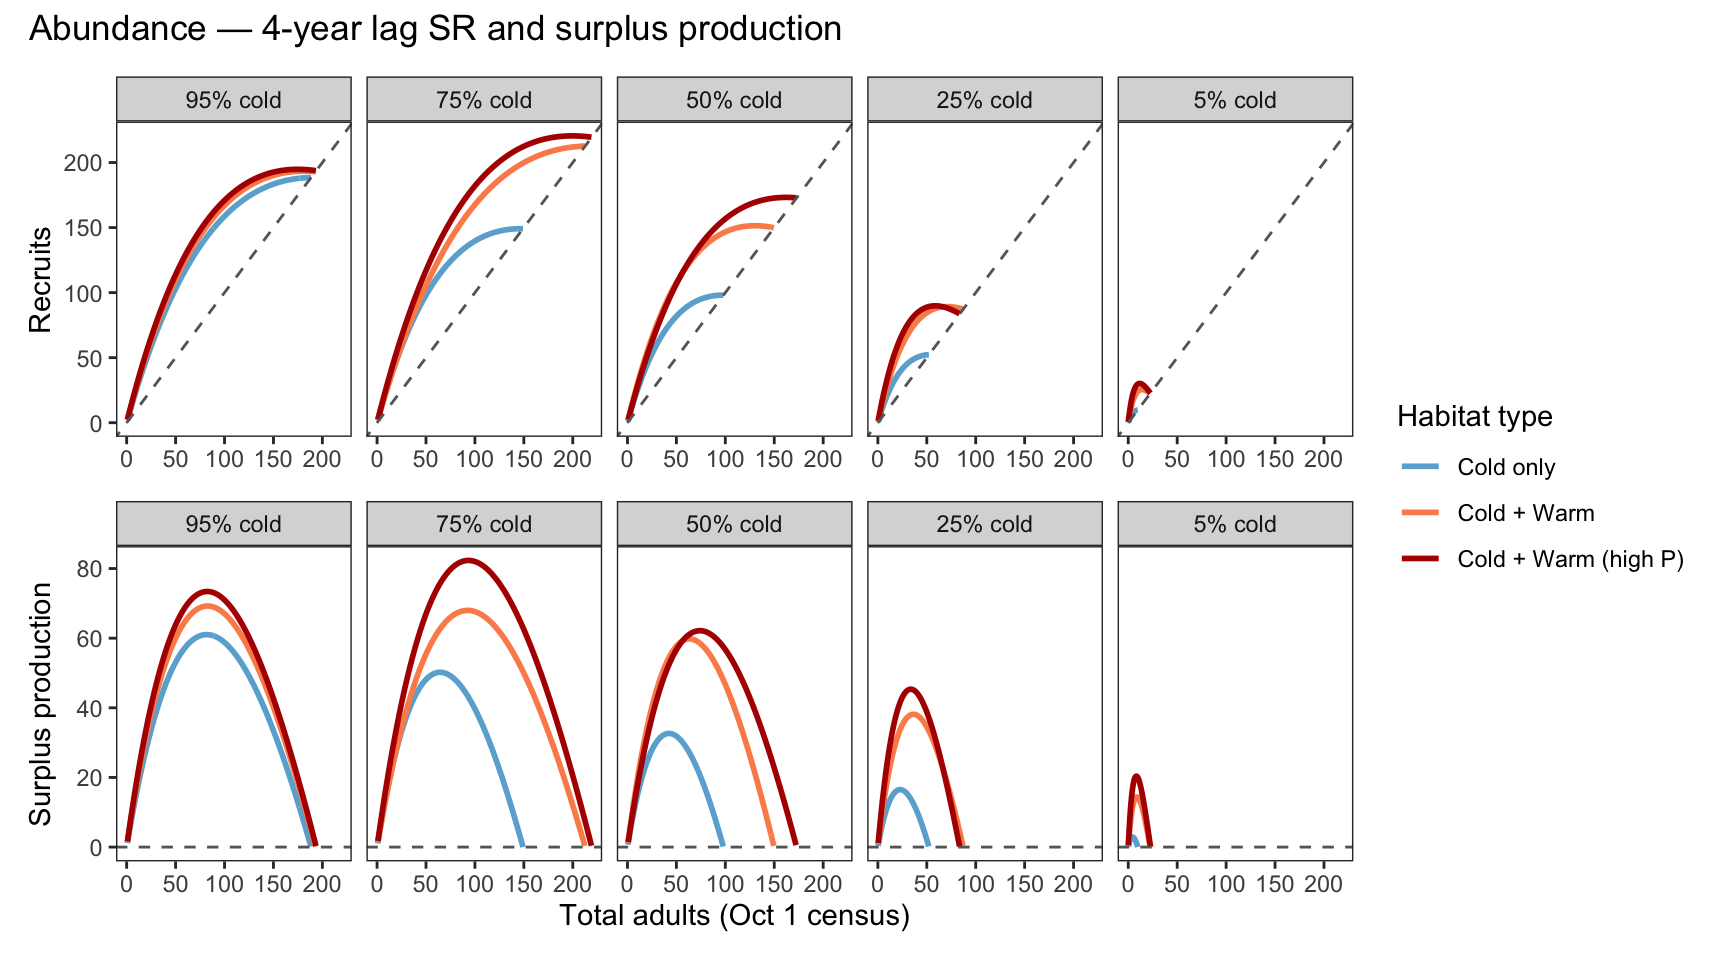 Abundance — 4-year lag SR and surplus production
95% cold
75% cold
50% cold
25% cold
5% cold
Recruits
200
150
100
50
0
0 50 100 150 200
0 50 100 150 200
0 50 100 150 200
0 50 100 150 200
0 50 100 150 200
95% cold
75% cold
50% cold
25% cold
5% cold
Surplus production
80
60
40
20
0
0 50 100 150 200
0 50 100 150 200
0 50 100 150 200
0 50 100 150 200
0 50 100 150 200
Total adults (Oct 1 census)
Habitat type
Cold only
Cold + Warm
Cold + Warm (high P)